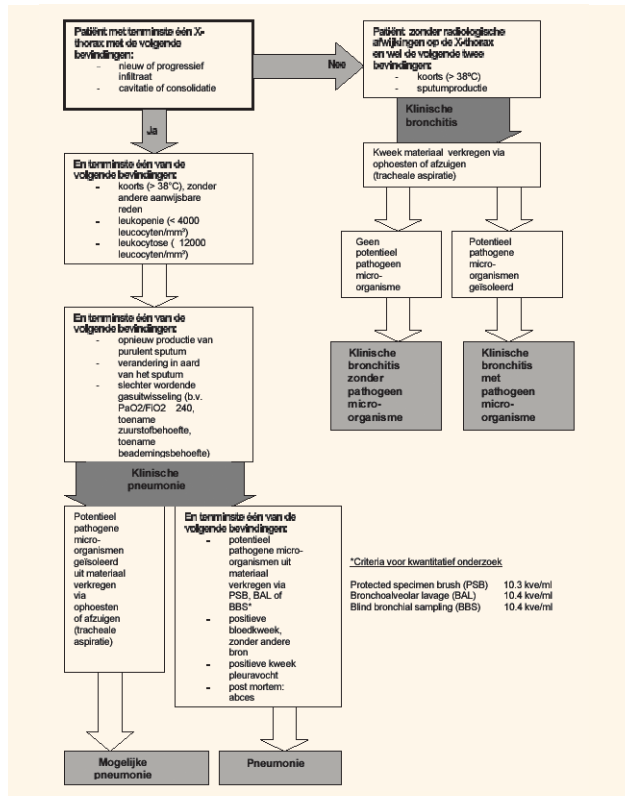 Patiënt met tenminste één X-
thorax met de volgende
bevindingen:
- nieuw of progressief
infiltraat
- cavitatie of consolidatie
Nee
Patiënt zonder radiologische
afwijkingen op de X-thorax
en wel de volgende twee
bevindingen:
- koorts (> 38ºC)
- sputumproductie
Klinische
bronchitis
Kweek materiaal verkregen via
ophoesten of afzuigen
(tracheale aspiratie)
Geen
potentieel
pathogeen
micro-
organisme
Potentieel
pathogene
micro-
organismen
geïsoleerd
Klinische
bronchitis
zonder
pathogeen
micro-
organisme
Klinische
bronchitis
met
pathogeen
micro-
organisme
Ja
En tenminste één van de
volgende bevindingen:
- koorts (> 38°C), zonder
andere aanwijsbare
reden
- leukopenie (< 4000
leucocyten/mm³)
- leukocytose ( 12000
leucocyten/mm³)
En tenminste één van de
volgende bevindingen:
- opnieuw productie van
purulent sputum
- verandering in aard
van het sputum
- slechter wordende
gasuitwisseling (b.v.
PaO2/FiO2 240,
toename
zuurstofbehoefte,
toename
beademingsbehoefte)
Klinische
pneumonie
Potentieel
pathogene
micro-
organismen
geïsoleerd
uit materiaal
verkregen
via
ophoesten
of afzuigen
(tracheale
aspiratie)
En tenminste één van de
volgende bevindingen:
- potentieel
pathogene micro-
organismen uit
materiaal
verkregen via
PSB, BAL of
BBS*
- positieve
bloedkweek,
zonder andere
bron
- positieve kweek
pleuravocht
- post mortem:
abces
*Criteria voor kwantitatief onderzoek
Protected specimen brush (PSB) 10.3 kve/ml
Bronchoalveolar lavage (BAL) 10.4 kve/ml
Blind bronchial sampling (BBS) 10.4 kve/ml
Mogelijke
pneumonie
Pneumonie